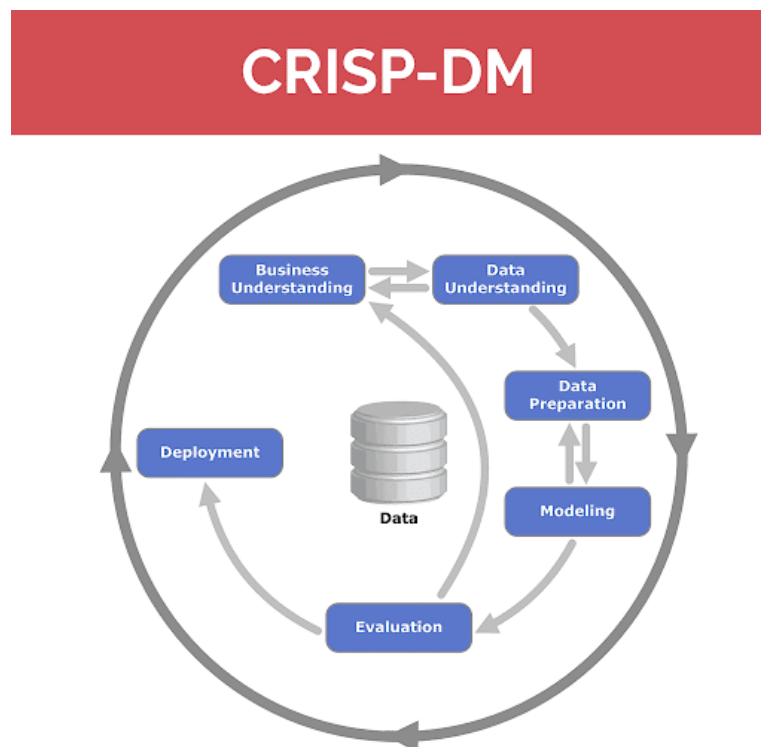 CRISP-DM
Business
Understanding
Data
Understanding
Data
Preparation
Modeling
Evaluation
Deployment
Data